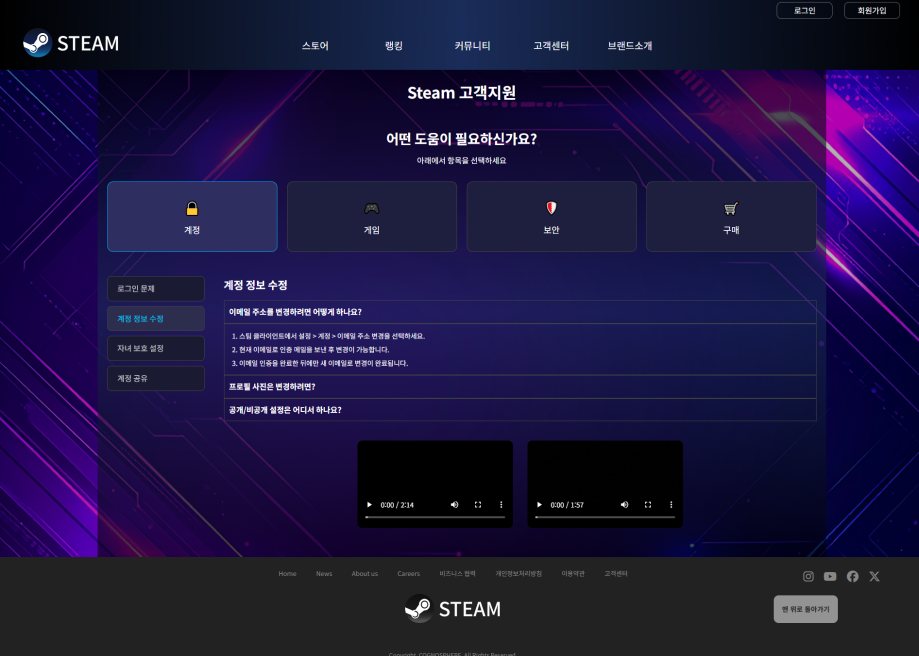 로그인 회원가입
STEAM 스토어 랭킹 커뮤니티 고객센터 브랜드소개
Steam 고객지원
어떤 도움이 필요하신가요?
아래에서 항목을 선택하세요
계정 게임 보안 구매
로그인 문제
계정 정보 수정
자녀 보호 설정
계정 공유
계정 정보 수정
이메일 주소를 변경하려면 어떻게 하나요?
1. 스팀 클라이언트에서 설정 > 계정 > 이메일 주소 변경을 선택하세요.
2. 현재 이메일로 인증 메일을 보낸 후 변경이 가능합니다.
3. 이메일 인증을 완료한 뒤에만 새 이메일로 변경이 완료됩니다.
프로필 사진은 변경하려면?
공개/비공개 설정은 어디서 하나요?
0:00 / 2:14
0:00 / 1:57
Home News About us Careers 비즈니스 협력 개인정보처리방침 이용약관 고객센터
STEAM
맨 위로 돌아가기
Copyright. COGNOSPHERE. All Rights Reserved.